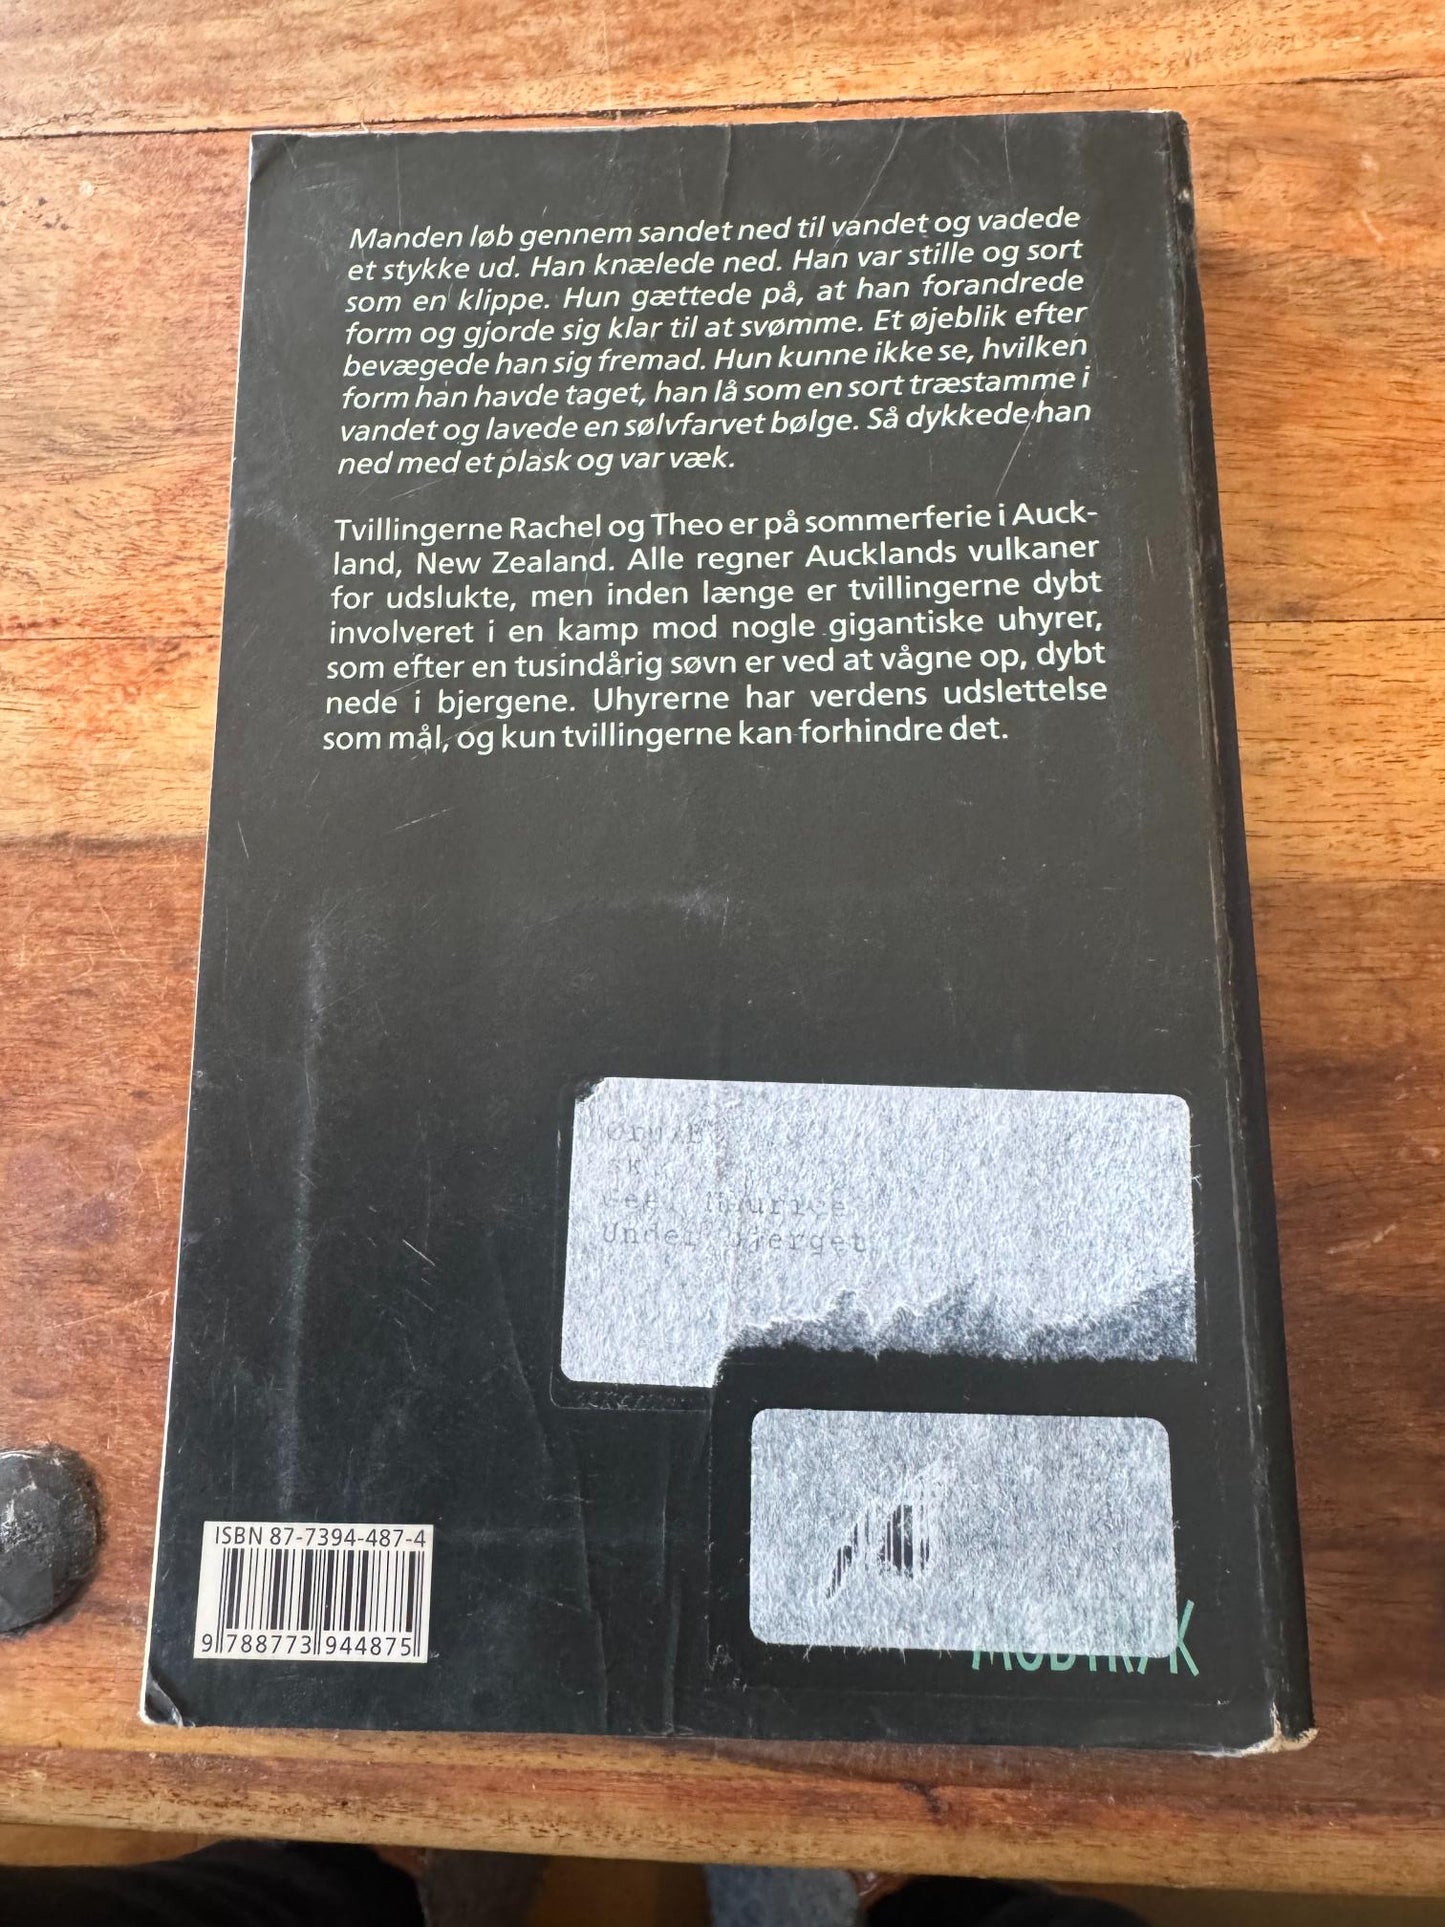 Manden løb gennem sandet ned til vandet og vadede
et stykke ud. Han knælede ned. Han var stille og sort
som en klippe. Hun gættede på, at han forandrede
form og gjorde sig klar til at svømme. Et øjeblik efter
bevægede han sig fremad. Hun kunne ikke se, hvilken
form han havde taget, han lå som en sort træstamme i
vandet og lavede en sølvfarvet bølge. Så dykkede han
ned med et plask og var væk.
Tvillingerne Rachel og Theo er på sommerferie i Auck-
land, New Zealand. Alle regner Aucklands vulkaner
for udslukte, men inden længe er tvillingerne dybt
involveret i en kamp mod nogle gigantiske uhyrer,
som efter en tusindårig søvn er ved at vågne op, dybt
nede i bjergene. Uhyrerne har verdens udslettelse
som mål, og kun tvillingerne kan forhindre det.
Maurice
Under bjerget
ISBN 87-7394-487-4
9 788773 944875